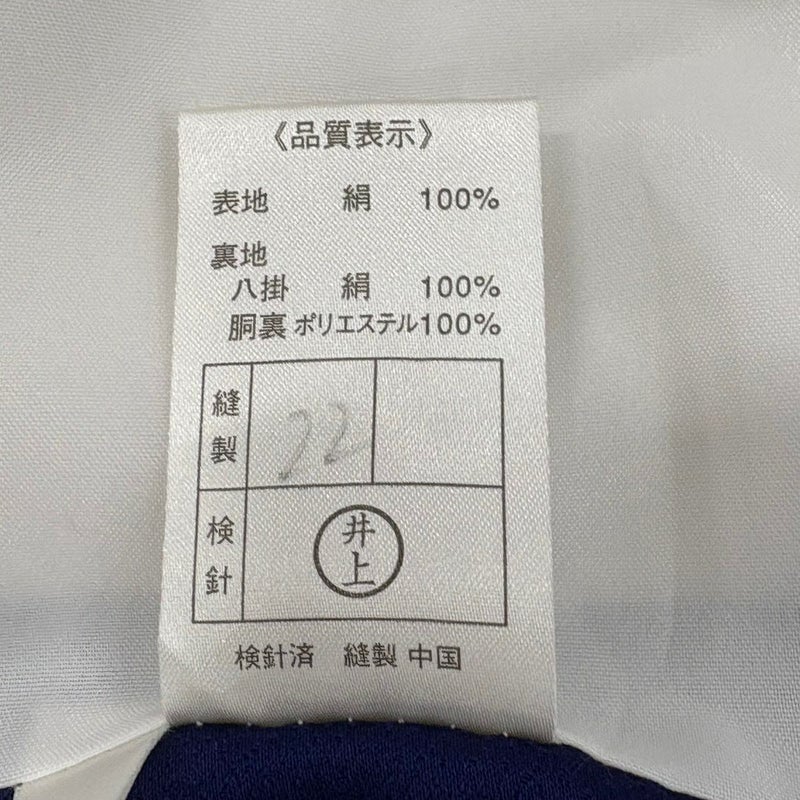 《品質表示》
表地 絹 100%
裏地
八掛 絹 100%
胴裏 ポリエステル100%
縫製 22
検針 井上
検針済 縫製 中国